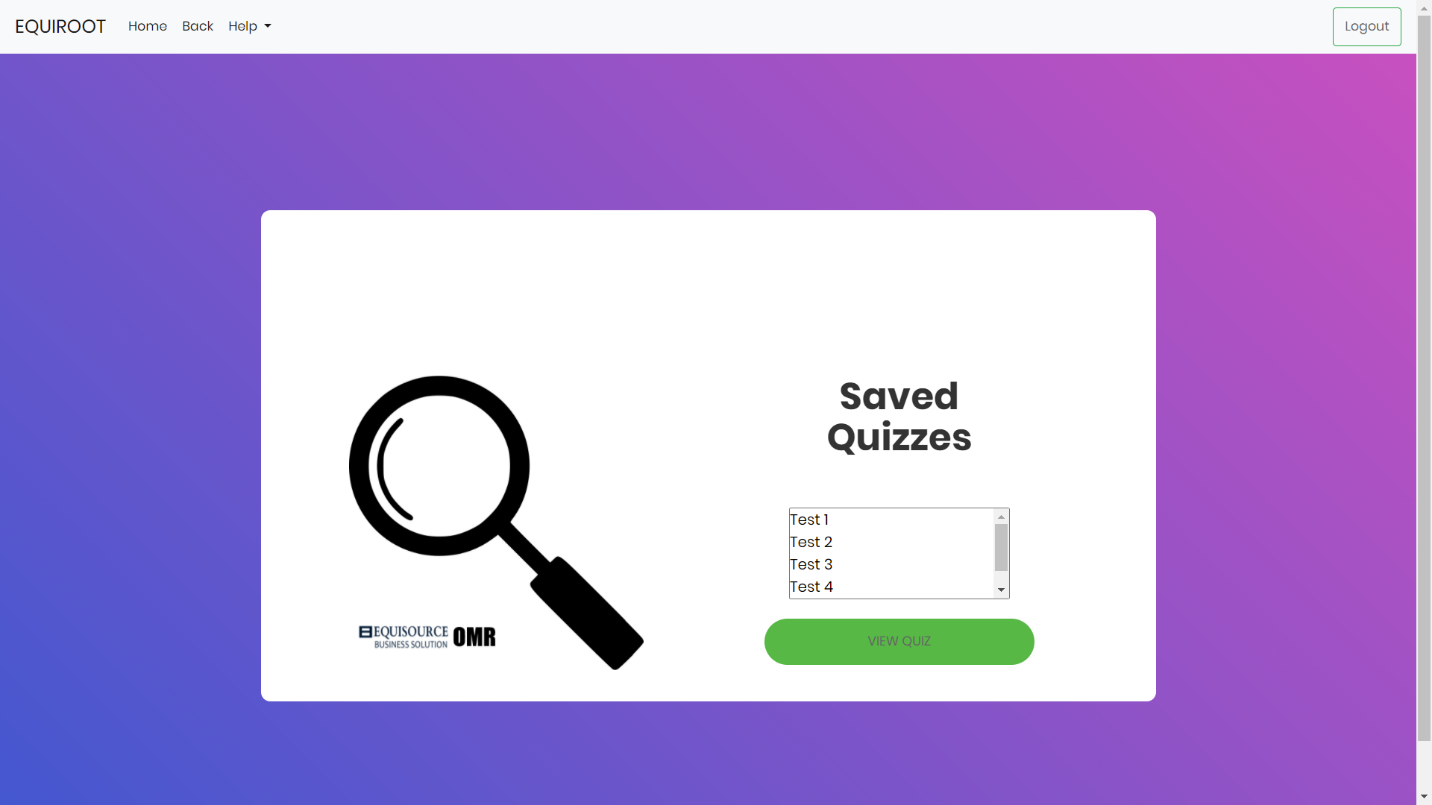 EQUIROOT Home Back Help Logout
Saved
Quizzes
Test 1
Test 2
Test 3
Test 4
EQUISOURCE OMR
BUSINESS SOLUTION
VIEW QUIZ